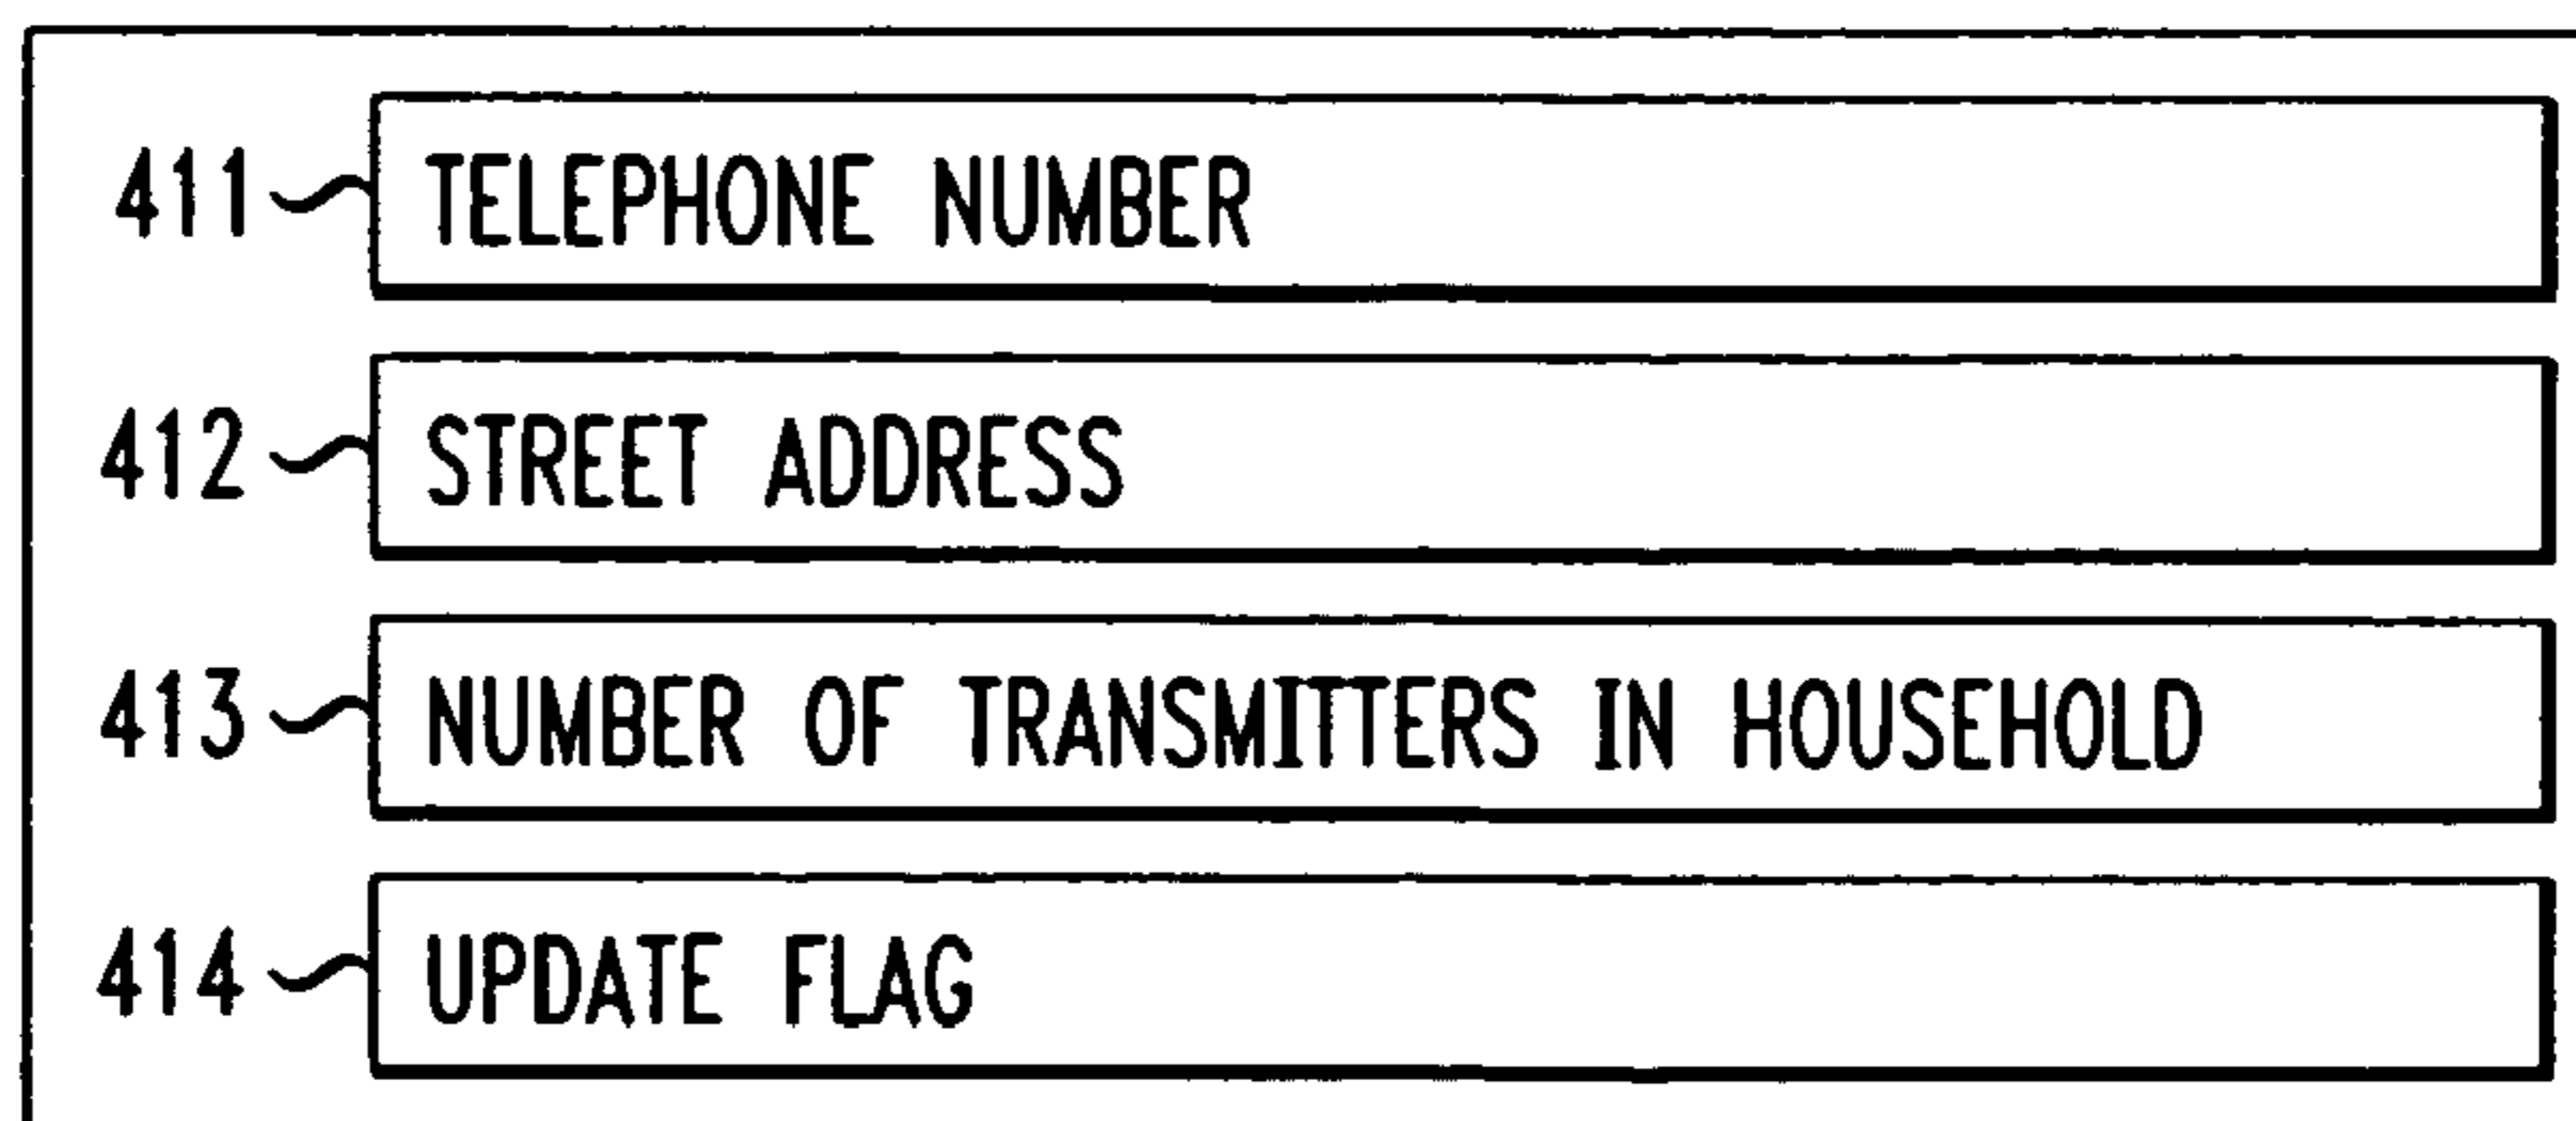 411 TELEPHONE NUMBER
412 STREET ADDRESS
413 NUMBER OF TRANSMITTERS IN HOUSEHOLD
414 UPDATE FLAG